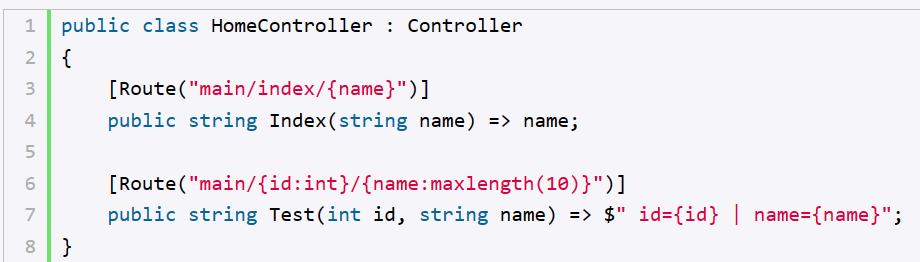 1 public class HomeController : Controller
2 {
3     [Route("main/index/{name}")]
4     public string Index(string name) => name;
5
6     [Route("main/{id:int}/{name:maxlength(10)}")]
7     public string Test(int id, string name) => $" id={id} | name={name}";
8 }